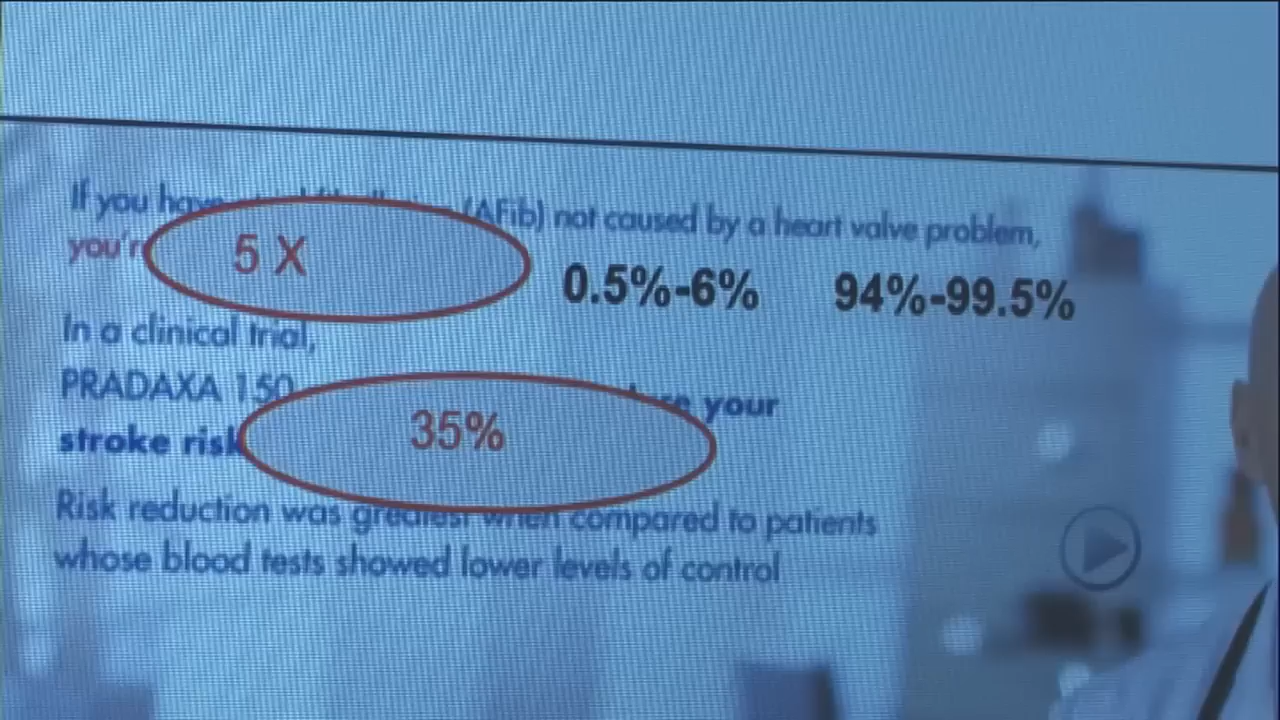 If you have (AFib) not caused by a heart valve problem,
you'r 5 X
0.5%-6% 94%-99.5%
In a clinical trial,
PRADAXA 150 your
stroke risk 35%
Risk reduction was greatest when compared to patients
whose blood tests showed lower levels of control